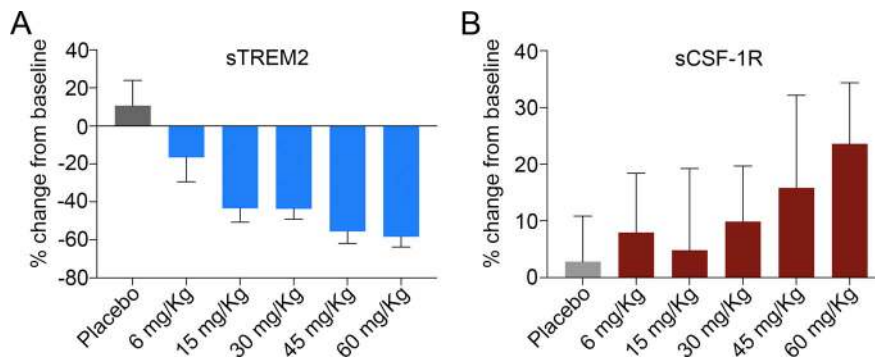 A
sTREM2
% change from baseline
40
20
0
-20
-40
-60
-80
Placebo
6 mg/Kg
15 mg/Kg
30 mg/Kg
45 mg/Kg
60 mg/Kg
B
sCSF-1R
% change from baseline
40
30
20
10
0
Placebo
6 mg/Kg
15 mg/Kg
30 mg/Kg
45 mg/Kg
60 mg/Kg